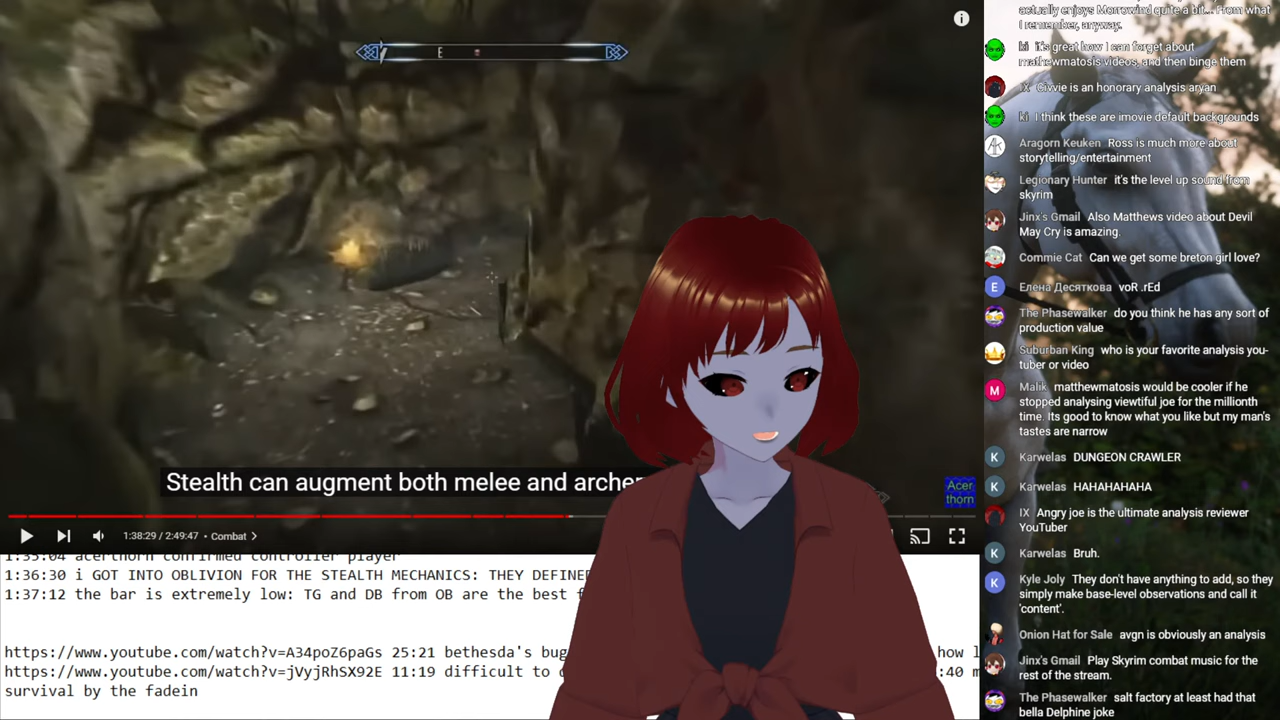 E
Stealth can augment both melee and archer
Acer
thorn
1:38:29 / 2:49:47 • Combat >
1:35:04 acerthorn confirmed controller player
1:36:30 i GOT INTO OBLIVION FOR THE STEALTH MECHANICS: THEY DEFINE
1:37:12 the bar is extremely low: TG and DB from OB are the best
https://www.youtube.com/watch?v=A34poZ6paGs 25:21 bethesda's bug
how l
https://www.youtube.com/watch?v=jVyjRhSX92E 11:19 difficult to
:40 m
survival by the fadein
actually enjoys Morrowind quite a bit... From what
I remember, anyway.
ki it's great how I can forget about
mathewmatosis videos, and then binge them
IX Civvie is an honorary analysis aryan
ki I think these are imovie default backgrounds
Aragorn Keuken Ross is much more about
storytelling/entertainment
Legionary Hunter it's the level up sound from
skyrim
Jinx's Gmail Also Matthews video about Devil
May Cry is amazing.
Commie Cat Can we get some breton girl love?
E Елена Десяткова voR .rEd
The Phasewalker do you think he has any sort of
production value
Suburban King who is your favorite analysis you-
tuber or video
M Malik matthewmatosis would be cooler if he
stopped analysing viewtiful joe for the millionth
time. Its good to know what you like but my man's
tastes are narrow
K Karwelas DUNGEON CRAWLER
K Karwelas HAHAHAHAHA
IX Angry joe is the ultimate analysis reviewer
YouTuber
K Karwelas Bruh.
K Kyle Joly They don't have anything to add, so they
simply make base-level observations and call it
'content'.
Onion Hat for Sale avgn is obviously an analysis
Jinx's Gmail Play Skyrim combat music for the
rest of the stream.
The Phasewalker salt factory at least had that
bella Delphine joke